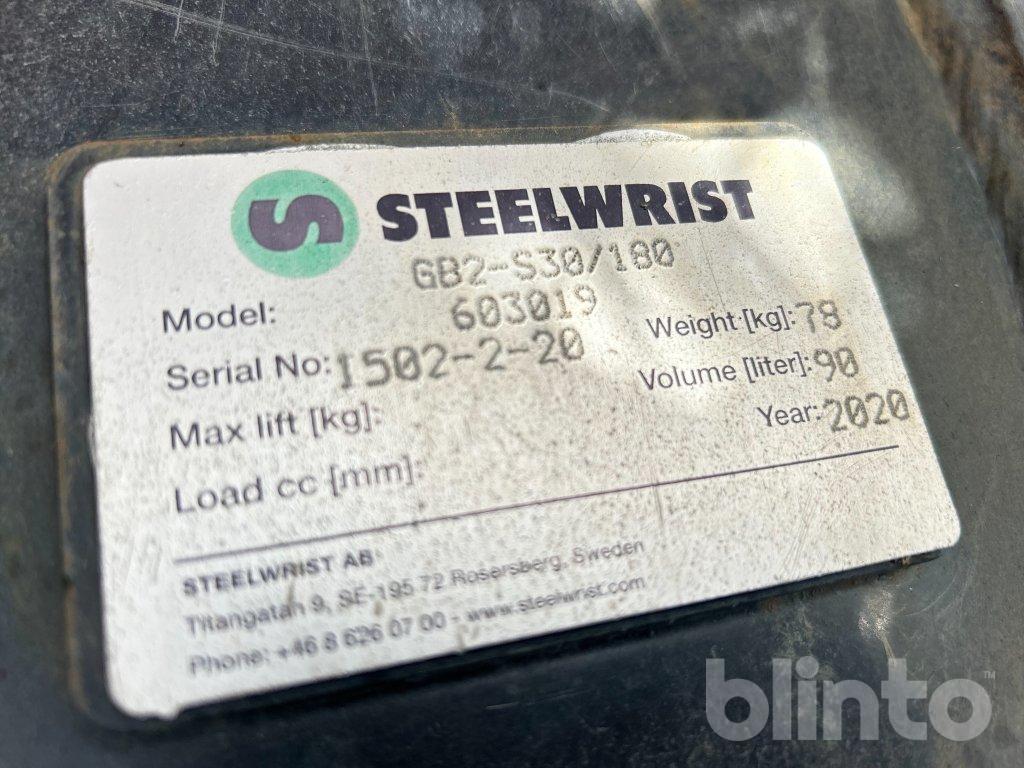 STEELWRIST
GB2-S30/180
Model: 603019
Serial No: 1502-2-20
Max lift [kg]:
Load cc [mm]:
Weight [kg]: 78
Volume [liter]: 90
Year: 2020
STEELWRIST AB
Titangatan 9, SE-195 72 Rosersberg, Sweden
Phone: +46 8 626 07 00 - www.steelwrist.com
blinto™